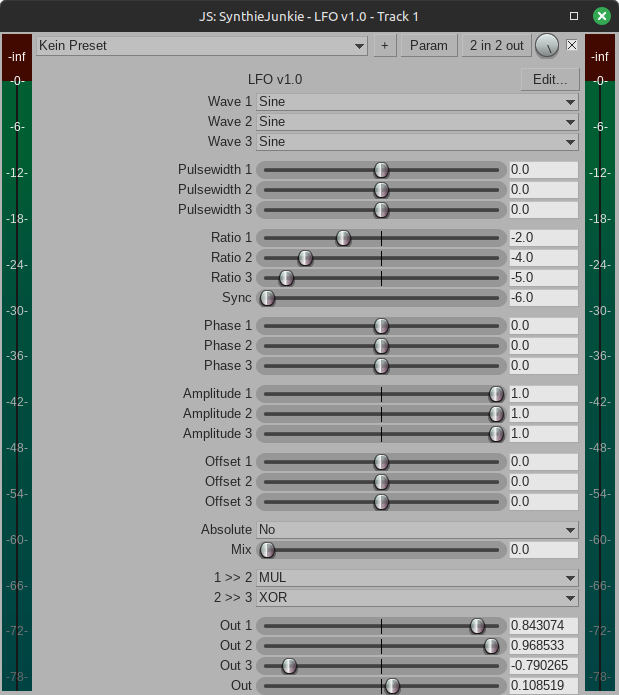 JS: SynthieJunkie - LFO v1.0 - Track 1
Kein Preset + Param 2 in 2 out
-inf -inf
LFO v1.0 Edit...
-0- -0-
Wave 1 Sine
Wave 2 Sine
-6- -6-
Wave 3 Sine
Pulsewidth 1 0.0
-12- -12-
Pulsewidth 2 0.0
Pulsewidth 3 0.0
-18- -18-
Ratio 1 -2.0
Ratio 2 -4.0
-24- -24-
Ratio 3 -5.0
Sync -6.0
-30- -30-
Phase 1 0.0
Phase 2 0.0
-36- -36-
Phase 3 0.0
Amplitude 1 1.0
-42- -42-
Amplitude 2 1.0
Amplitude 3 1.0
-48- -48-
Offset 1 0.0
Offset 2 0.0
-54- -54-
Offset 3 0.0
Absolute No
-60- -60-
Mix 0.0
1 >> 2 MUL
-66- -66-
2 >> 3 XOR
Out 1 0.843074
-72- -72-
Out 2 0.968533
Out 3 -0.790265
-78- -78-
Out 0.108519